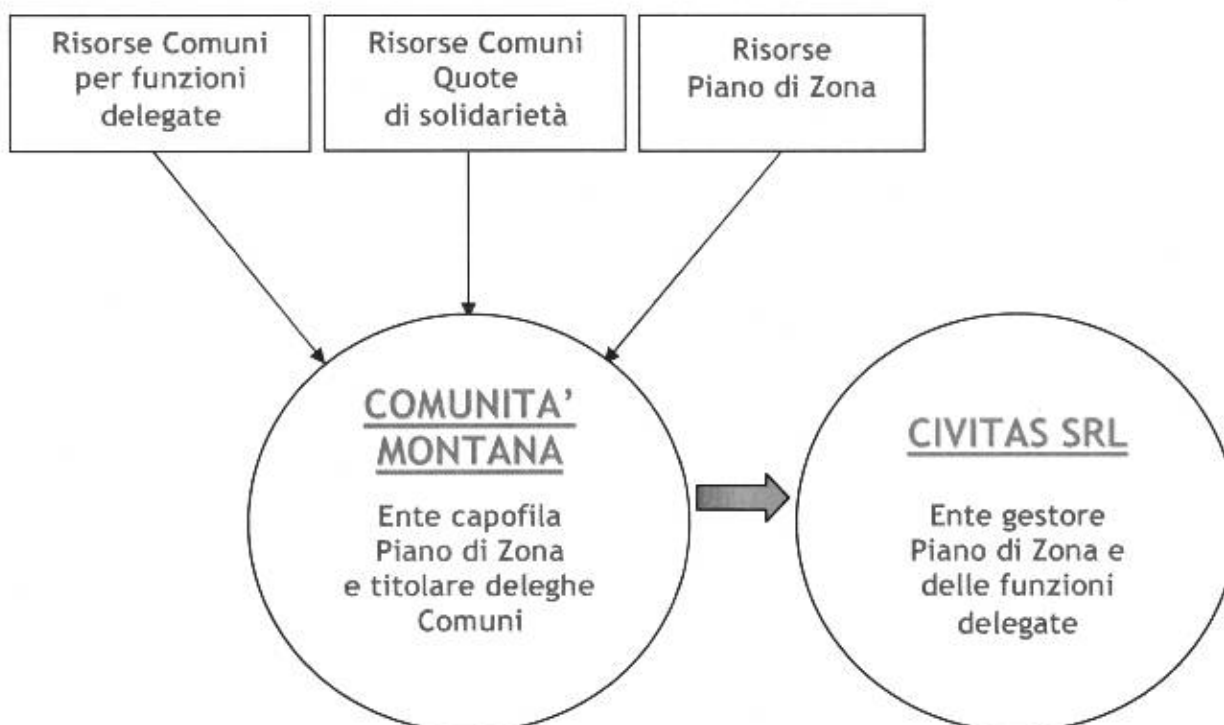 Risorse Comuni
per funzioni
delegate
Risorse Comuni
Quote
di solidarietà
Risorse
Piano di Zona
COMUNITA'
MONTANA
Ente capofila
Piano di Zona
e titolare deleghe
Comuni
CIVITAS SRL
Ente gestore
Piano di Zona e
delle funzioni
delegate